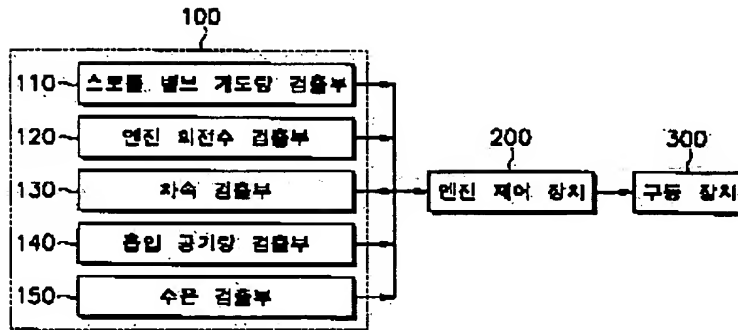 100
110 스로틀 밸브 개도량 검출부
120 엔진 회전수 검출부
130 차속 검출부
140 흡입 공기량 검출부
150 수온 검출부
200
엔진 제어 장치
300
구동 장치